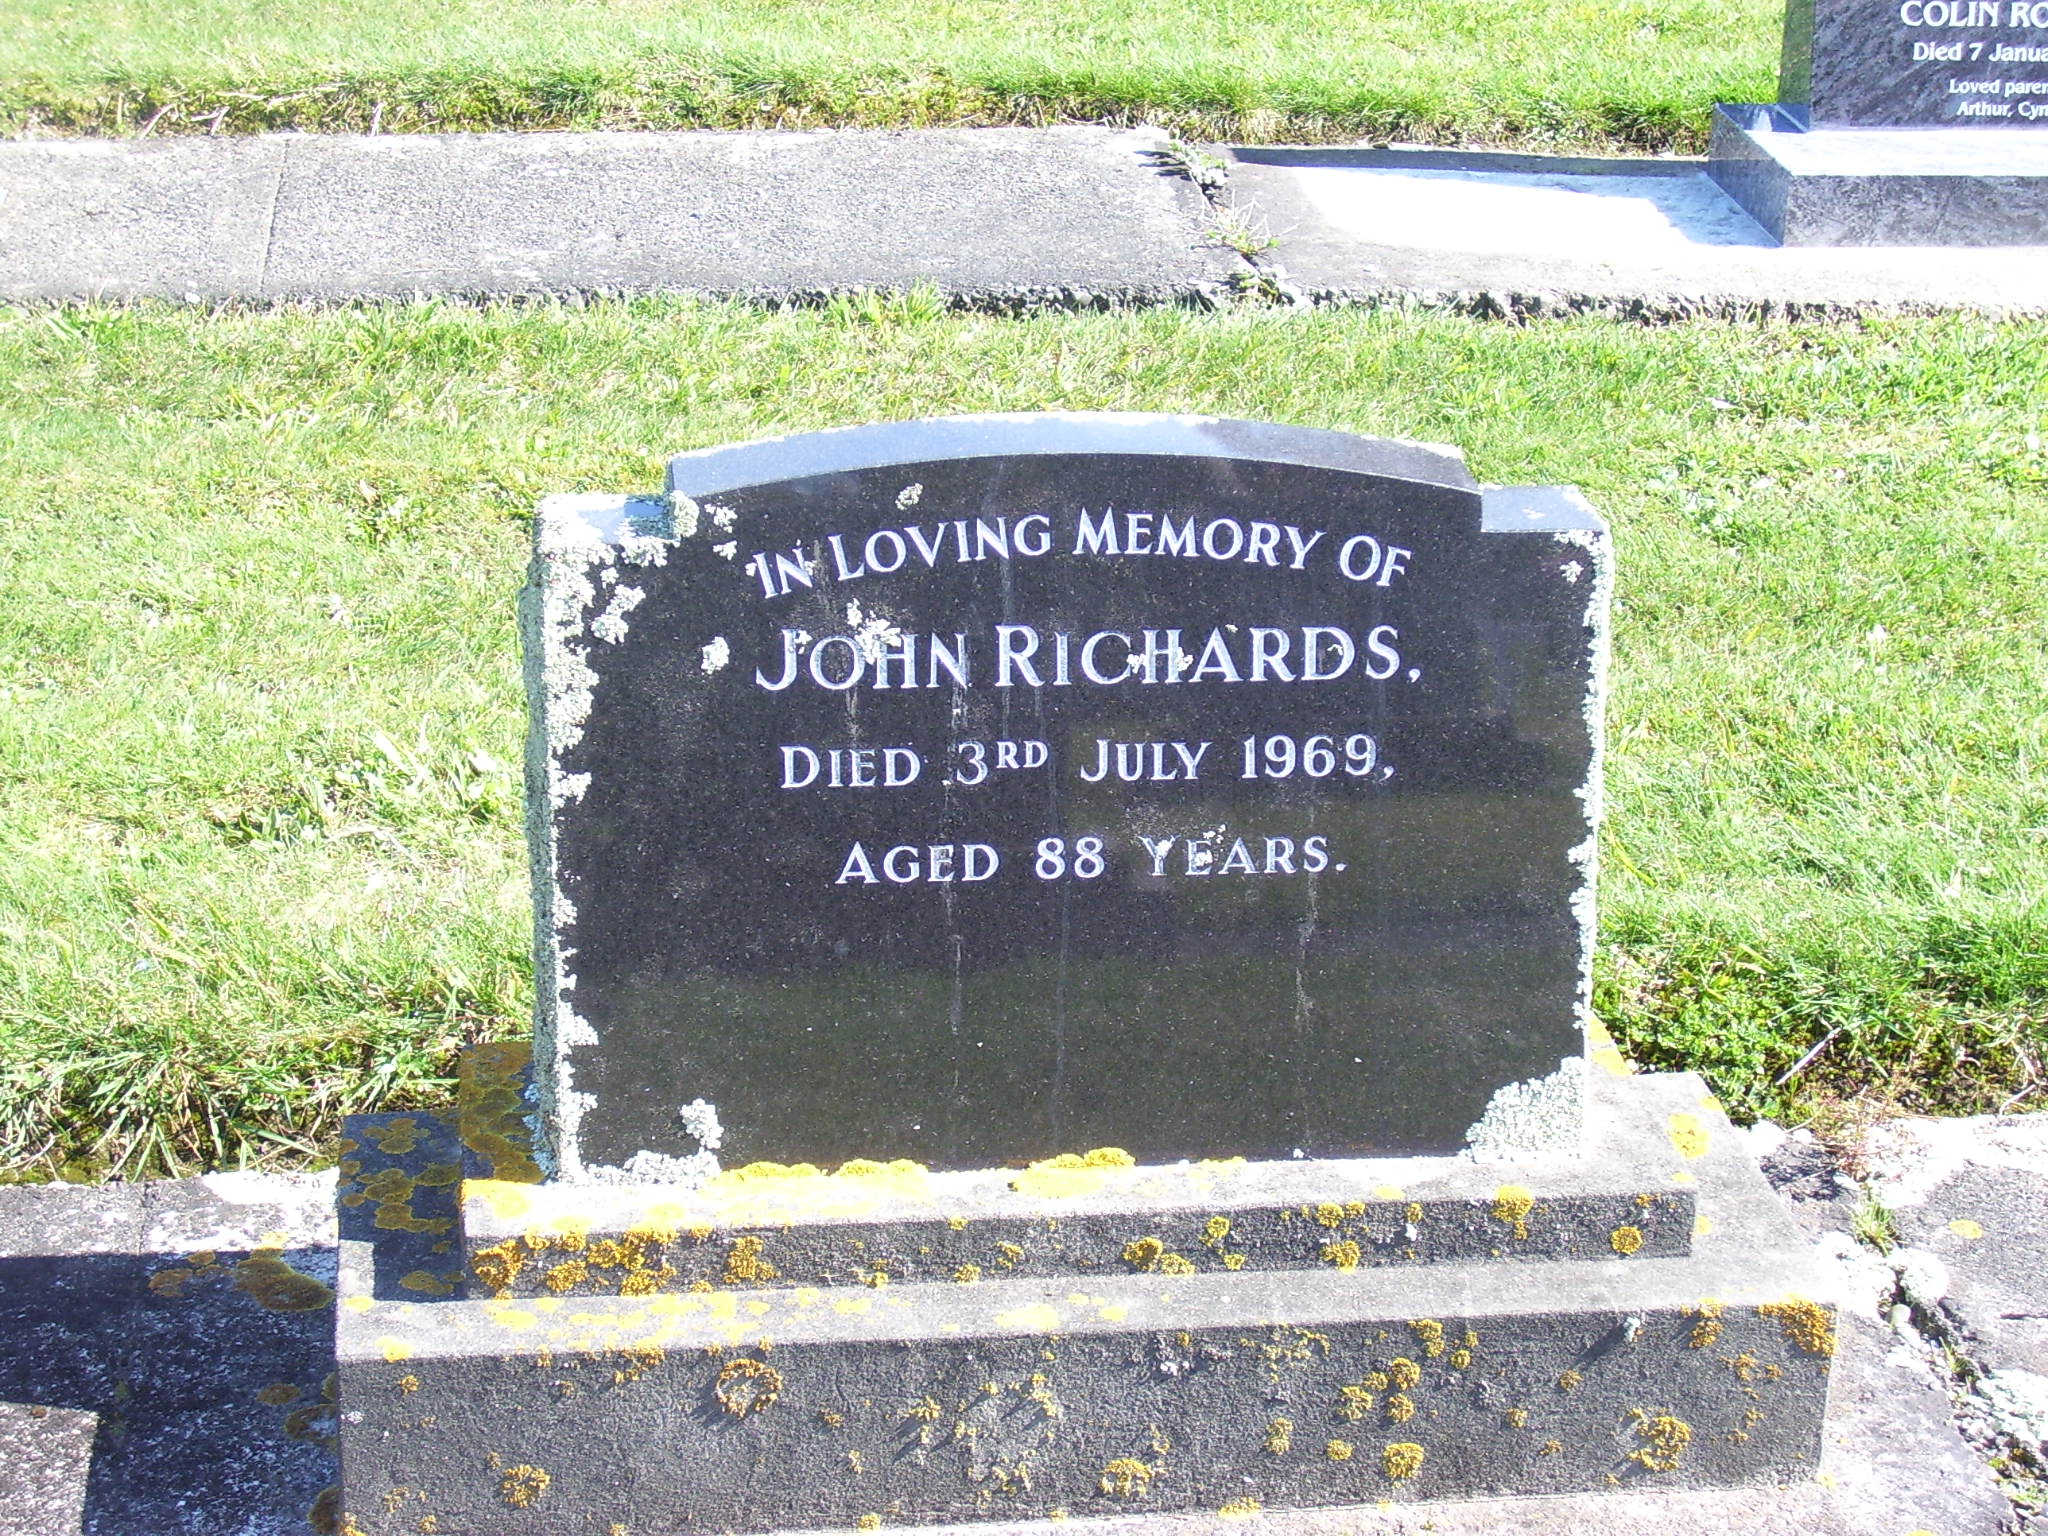 COLIN
Died 7
Loved
Arthur,
IN LOVING MEMORY OF
JOHN RICHARDS,
DIED 3RD JULY 1969,
AGED 88 YEARS.